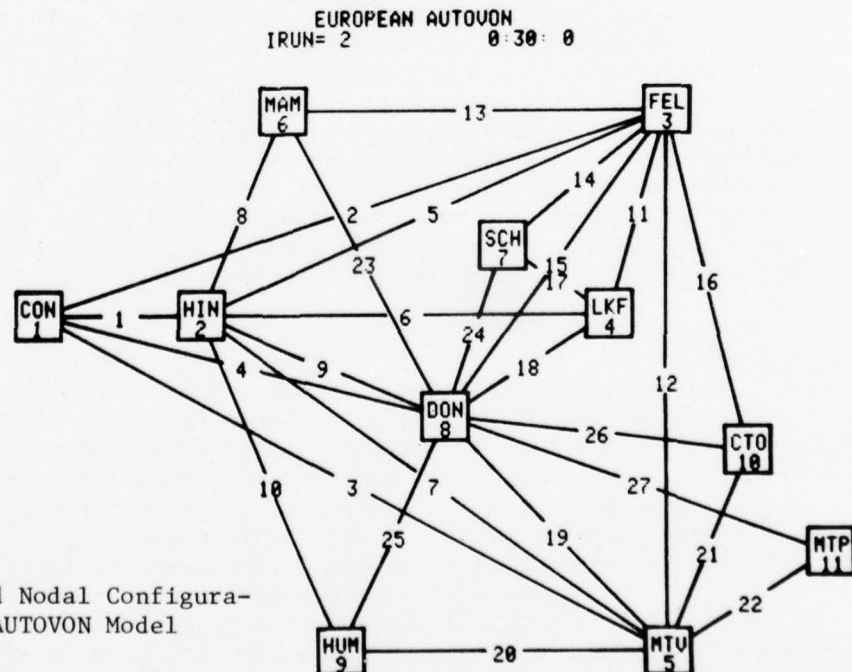 EUROPEAN AUTOVON
IRUN= 2 0:30: 0
MAM
6
13
FEL
3
8
2
5
14
SCH
7
11
23
15
17
16
CON
1
1
HIN
2
6
LKF
4
24
4
9
18
12
DON
8
26
CTO
10
10
3
7
27
25
19
21
MTP
11
d Nodal Configura-
AUTOVON Model
22
HUM
9
20
MTV
5